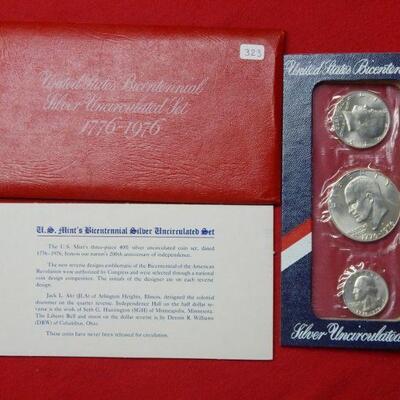 323
United States Bicentennial
Silver Uncirculated Set
1776-1976
U.S. Mint's Bicentennial Silver Uncirculated Set
The U.S. Mint's three-piece 40% silver uncirculated coin set, dated
1776-1976, honors our nation's 200th anniversary of independence.
The new reverse designs emblematic of the Bicentennial of the American
Revolution were authorized by Congress and were selected through a national
coin design competition. The initials of the designer are on each reverse
design.
Jack L. Ahr (JLA) of Arlington Heights, Illinois, designed the colonial
drummer on the quarter reverse. Independence Hall on the half dollar re-
verse is the work of Seth G. Huntington (SGH) of Minneapolis, Minnesota.
The Liberty Bell and moon on the dollar reverse is by Dennis R. Williams
(DRW) of Columbus, Ohio.
These coins have never been released for circulation.
United States Bicenten
1776-1976
Silver Uncirculated